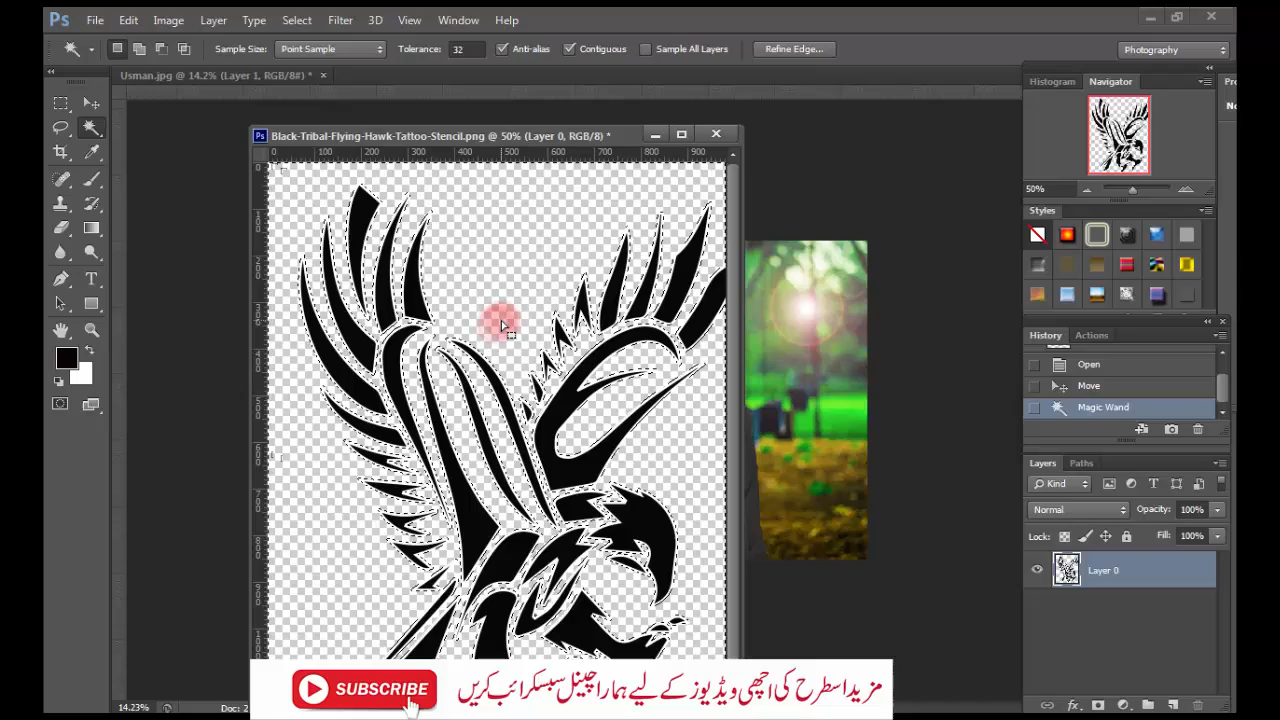 Ps File Edit Image Layer Type Select Filter 3D View Window Help
Sample Size: Point Sample Tolerance: 32 Anti-alias Contiguous Sample All Layers Refine Edge... Photography
Usman.jpg @ 14.2% (Layer 1, RGB/8#) * ×
Histogram Navigator
Black-Tribal-Flying-Hawk-Tattoo-Stencil.png @ 50% (Layer 0, RGB/8) *
0 100 200 300 400 500 600 700 800 900
50%
Styles
History Actions
Open
Move
Magic Wand
Layers Paths
Kind
Normal Opacity: 100%
Lock: Fill: 100%
Layer 0
SUBSCRIBE مزید اسطرح کی اچھی ویڈیوز کے لیے ہمارا چینل سبسکرائب کریں
14.23% Doc: 2